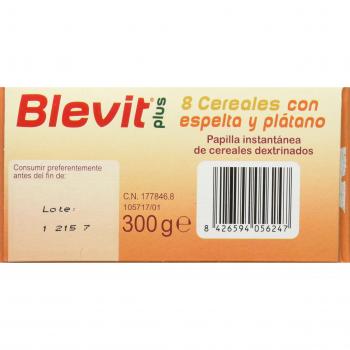 Blevit® plus
8 Cereales con
espelta y plátano
Papilla instantánea
de cereales dextrinados
Consumir preferentemente
antes del fin de:
Lote:
1 215 7
C.N. 177846.8
105717/01
300 g e
8 426594 056247